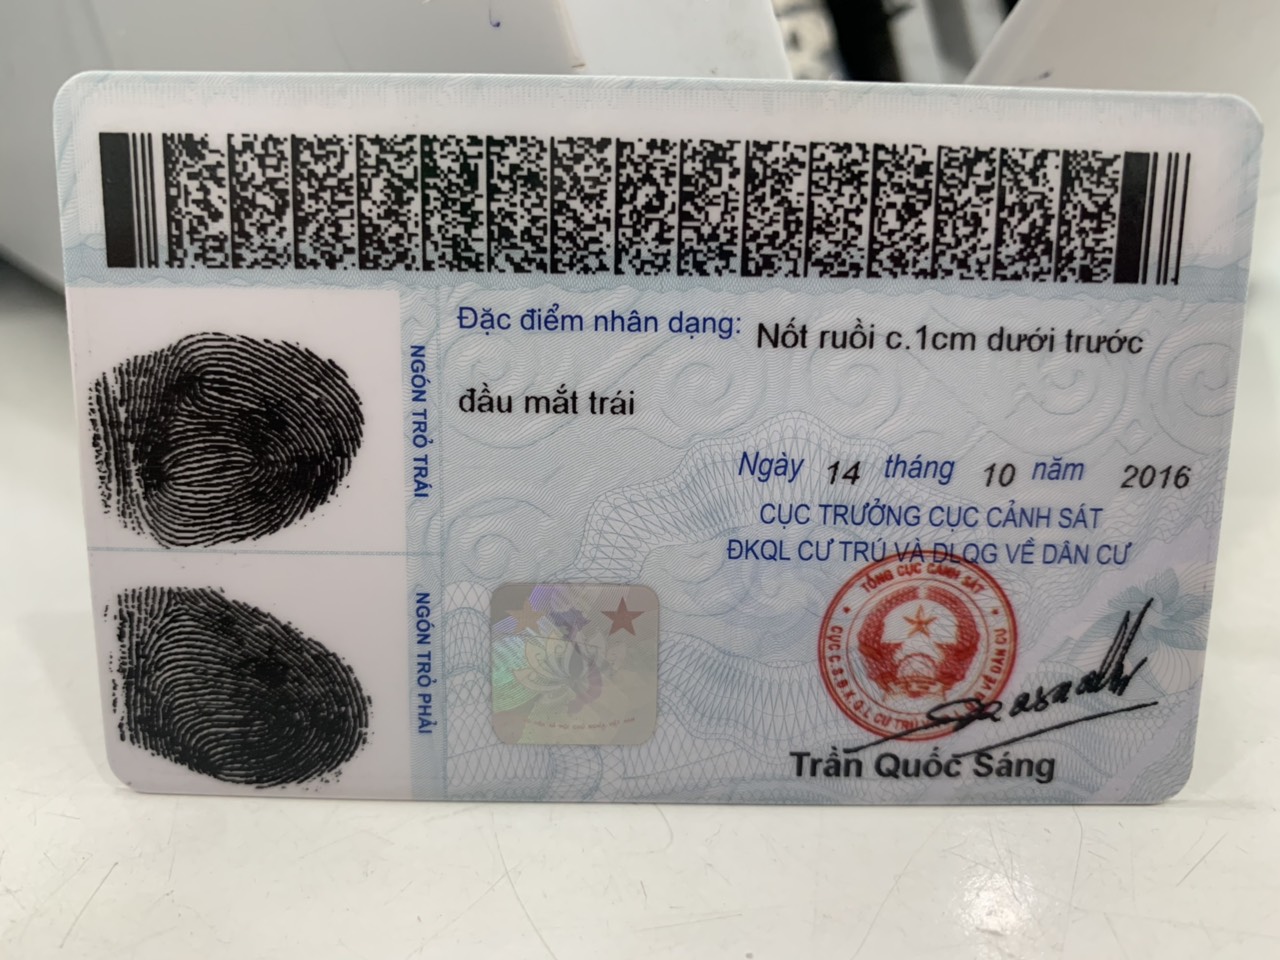 Đặc điểm nhân dạng: Nốt ruồi c.1cm dưới trước
đầu mắt trái
NGÓN TRỎ TRÁI
NGÓN TRỎ PHẢI
Ngày 14 tháng 10 năm 2016
CỤC TRƯỞNG CỤC CẢNH SÁT
ĐKQL CƯ TRÚ VÀ DLQG VỀ DÂN CƯ
TỔNG CỤC CẢNH SÁT
CỤC C.S.Đ.K.Q.L CƯ TRÚ VỀ DÂN CƯ
Trần Quốc Sáng